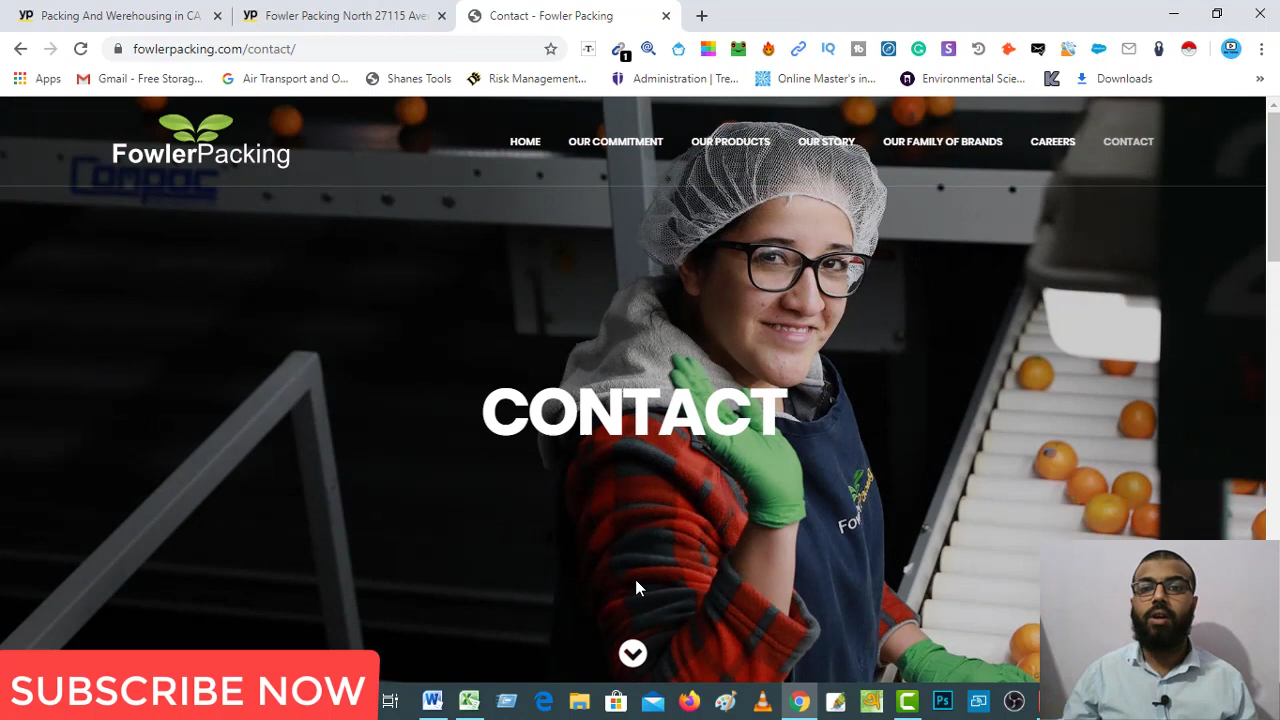 Packing And Werehousing in CA
Fowler Packing North 27115 Ave
Contact - Fowler Packing
fowlerpacking.com/contact/
1
Apps
Gmail - Free Storag...
Air Transport and O...
Shanes Tools
Risk Management...
Administration | Tre...
Online Master's in...
Environmental Scie...
Downloads
Compac
FowlerPacking
HOME
OUR COMMITMENT
OUR PRODUCTS
OUR STORY
OUR FAMILY OF BRANDS
CAREERS
CONTACT
CONTACT
SUBSCRIBE NOW